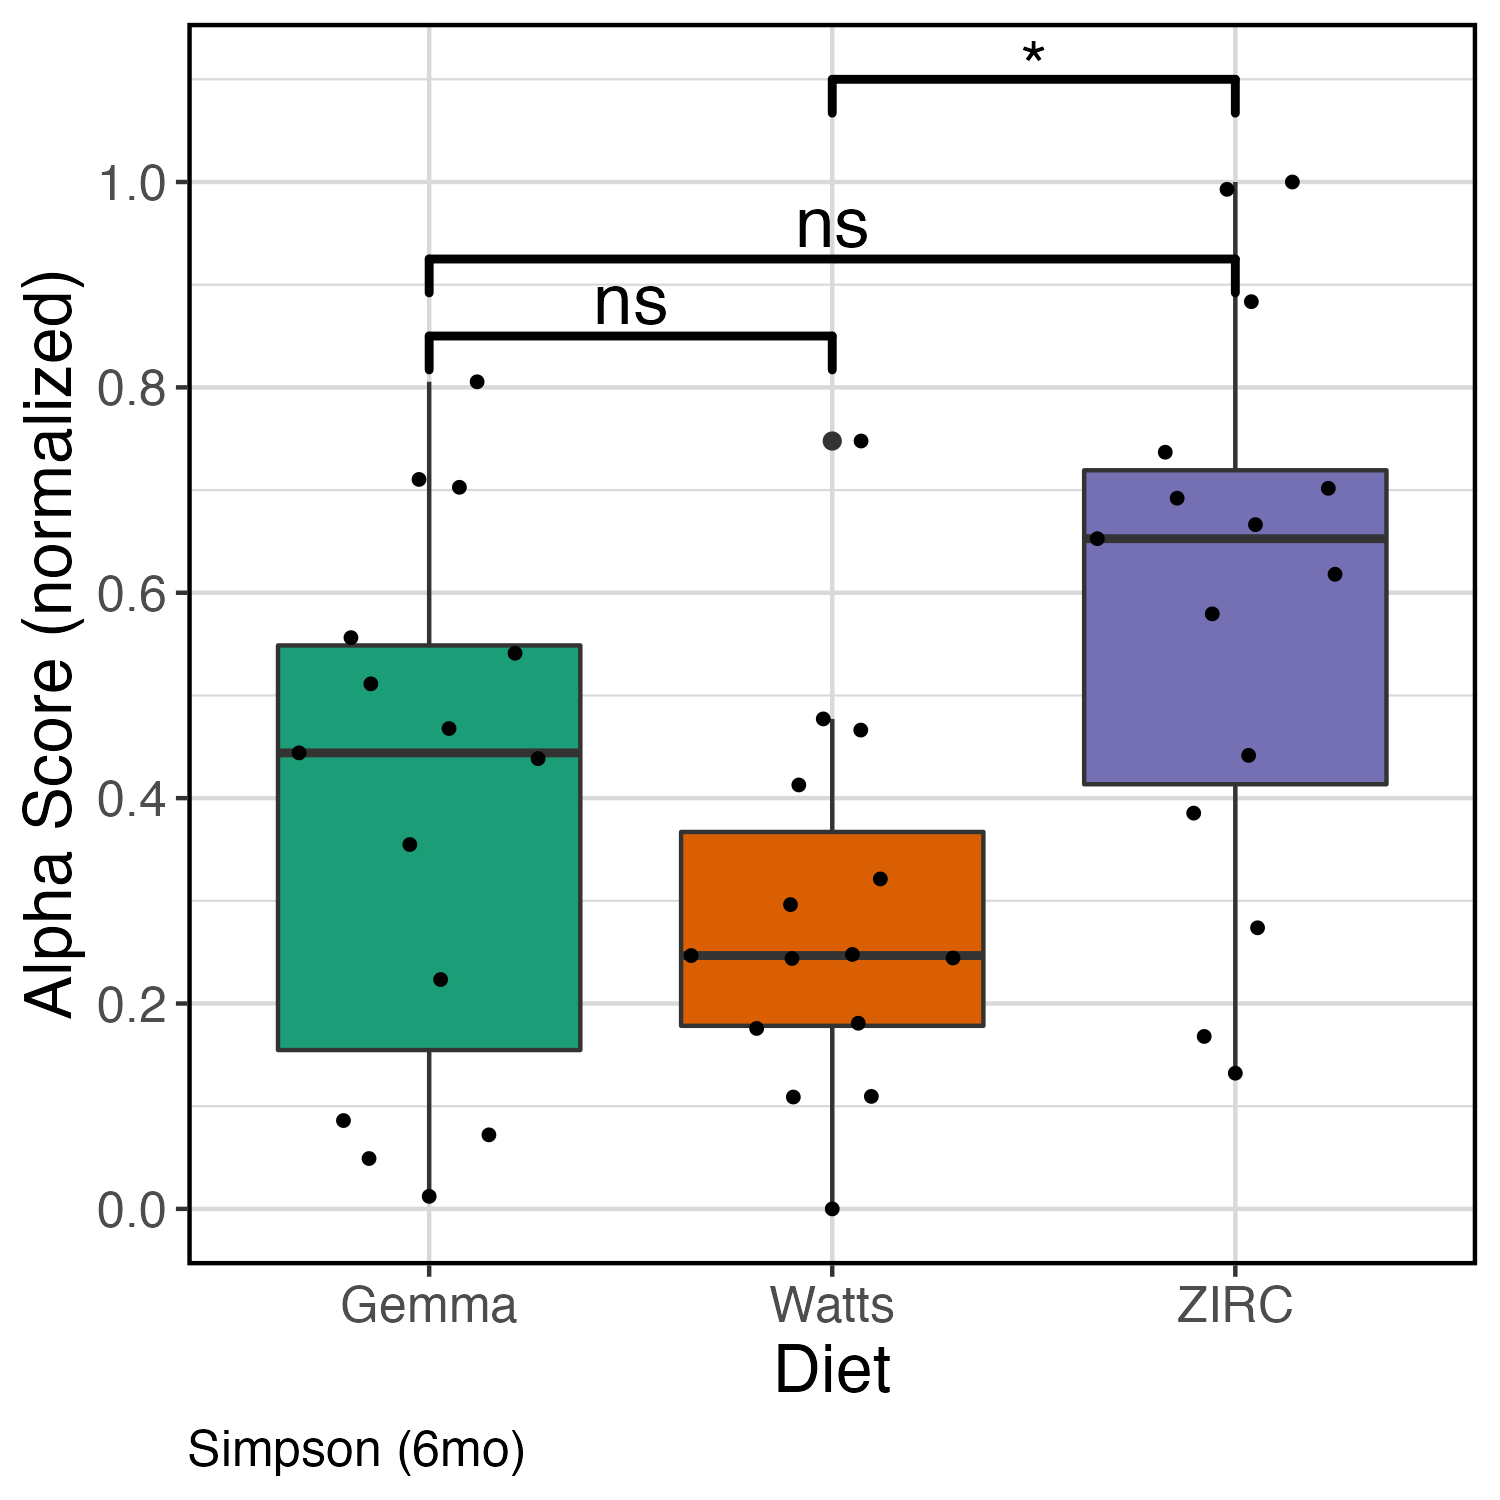 *
ns
ns
Alpha Score (normalized)
1.0
0.8
0.6
0.4
0.2
0.0
Gemma Watts ZIRC
Diet
Simpson (6mo)